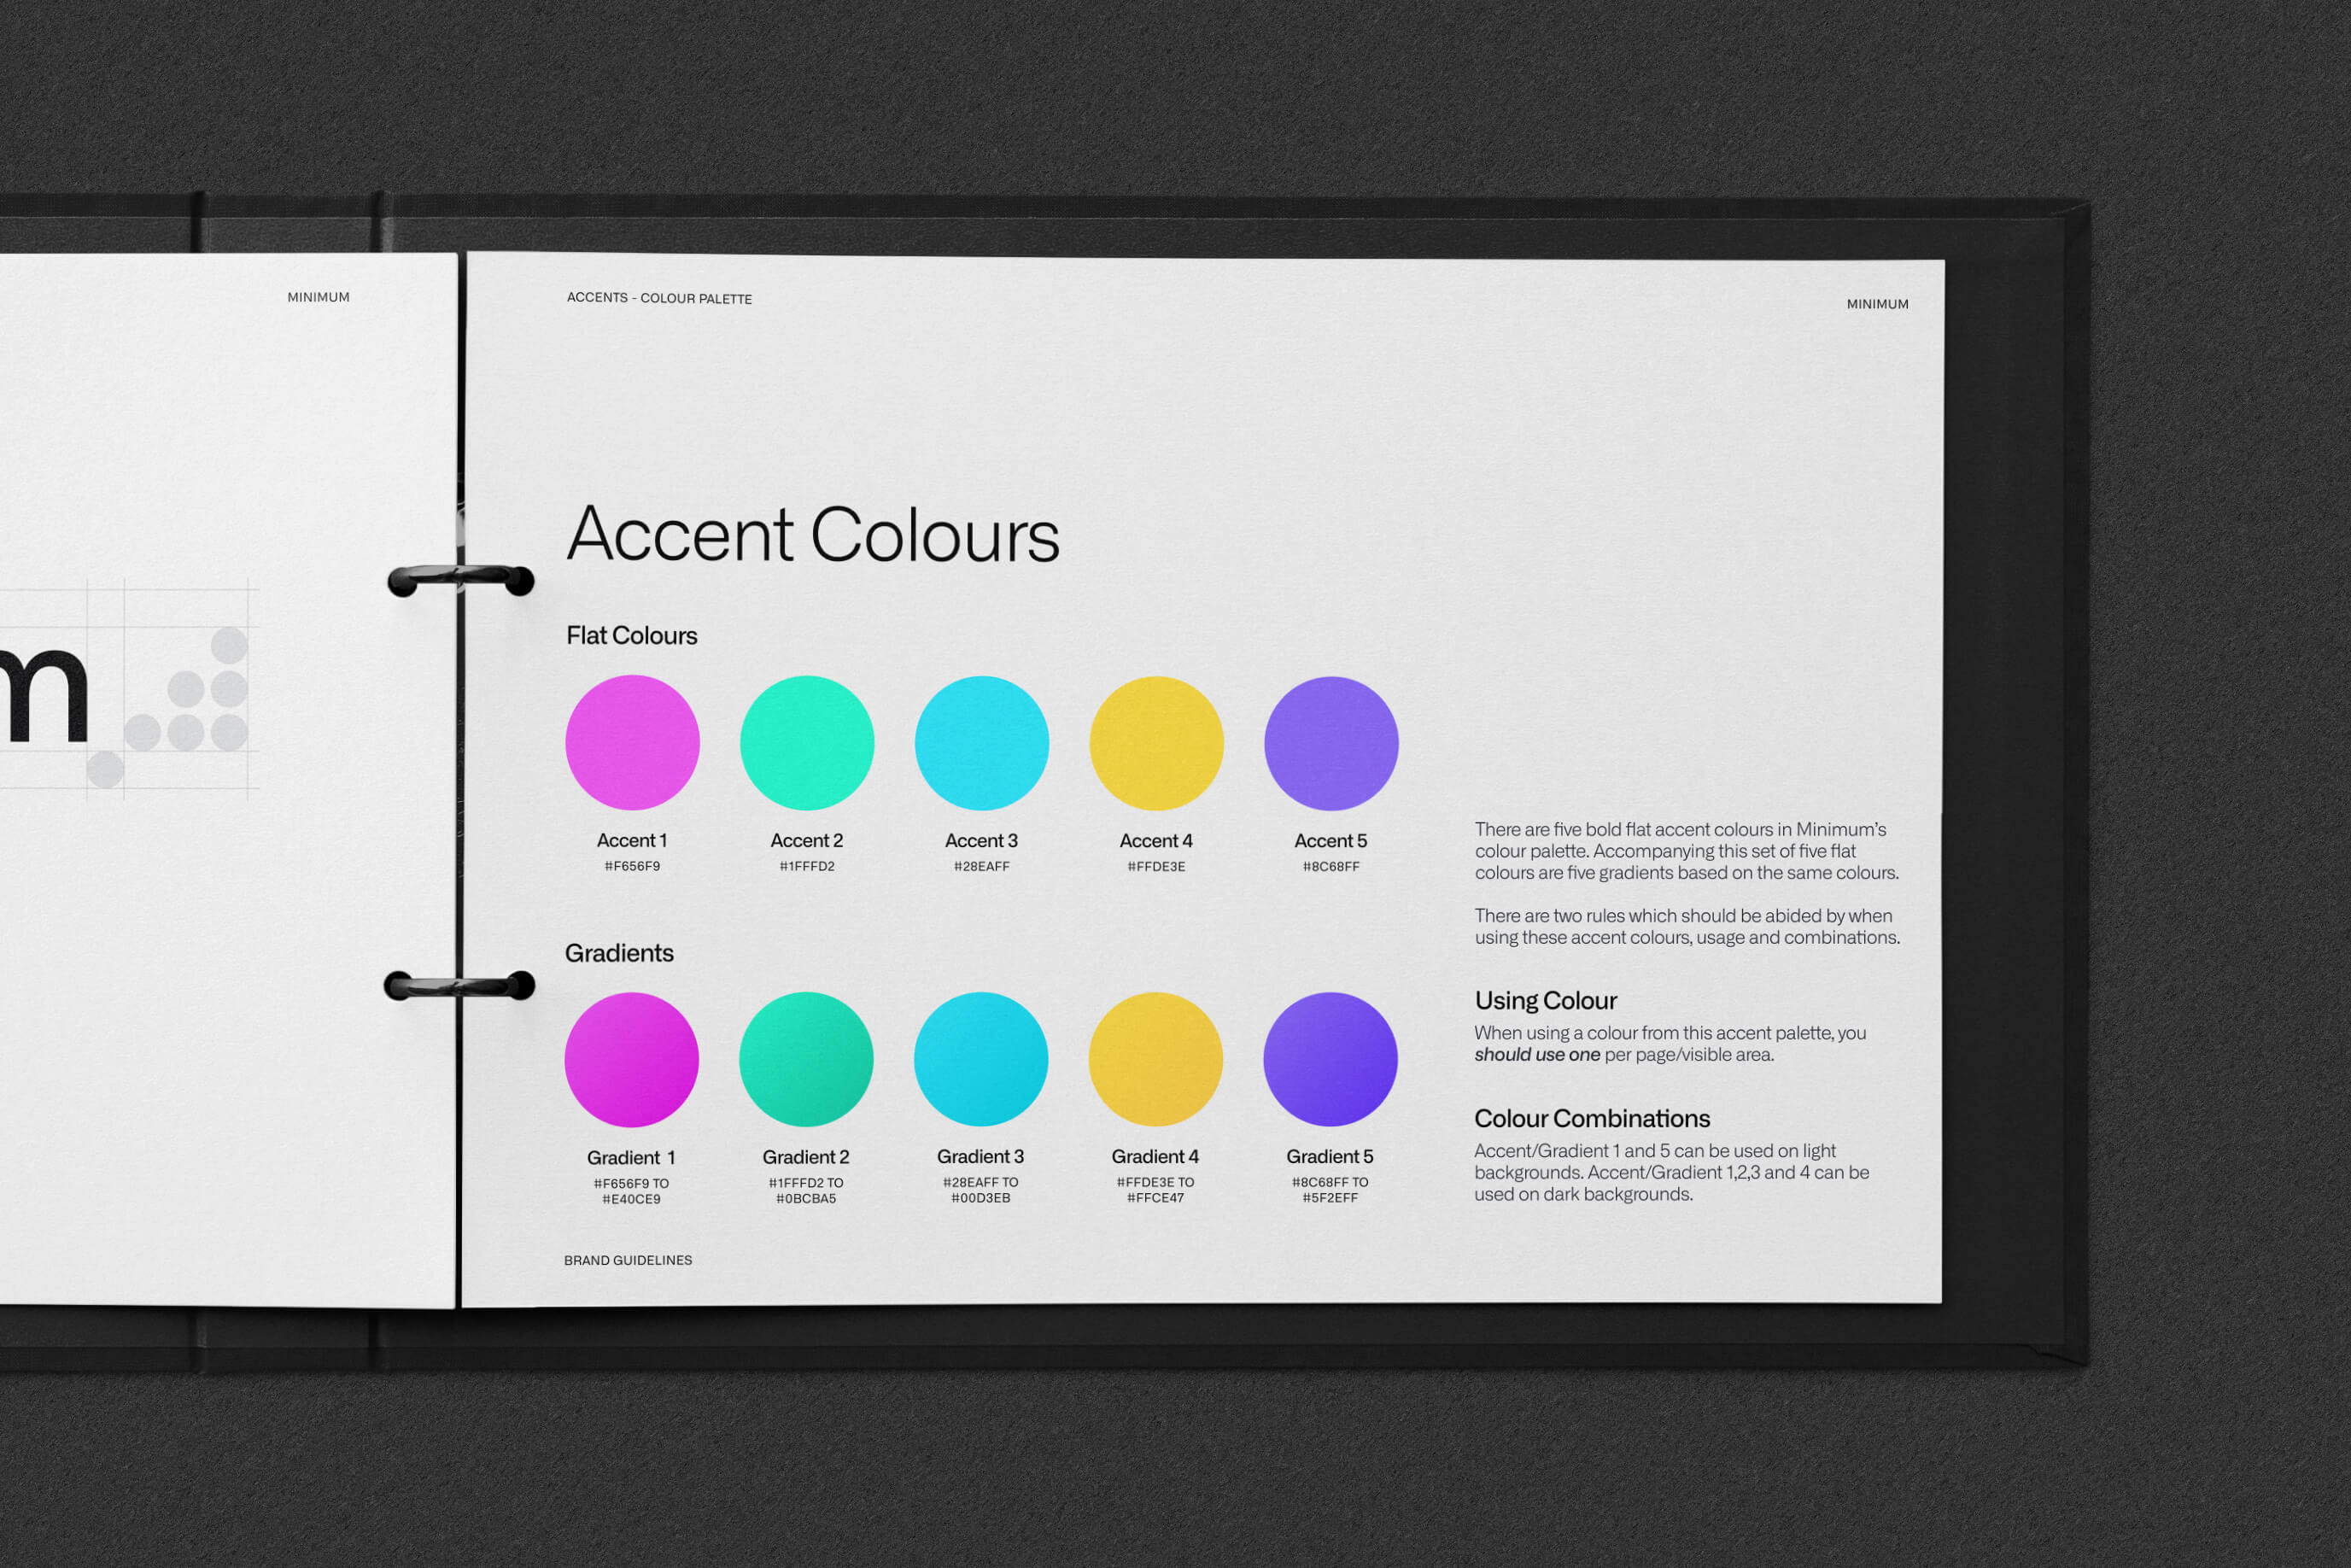 MINIMUM
m
ACCENTS - COLOUR PALETTE
MINIMUM
Accent Colours
Flat Colours
Accent 1
#F656F9
Accent 2
#1FFFD2
Accent 3
#28EAFF
Accent 4
#FFDE3E
Accent 5
#8C68FF
Gradients
Gradient 1
#F656F9 TO
#E40CE9
Gradient 2
#1FFFD2 TO
#0BCBA5
Gradient 3
#28EAFF TO
#00D3EB
Gradient 4
#FFDE3E TO
#FFCE47
Gradient 5
#8C68FF TO
#5F2EFF
There are five bold flat accent colours in Minimum's
colour palette. Accompanying this set of five flat
colours are five gradients based on the same colours.
There are two rules which should be abided by when
using these accent colours, usage and combinations.
Using Colour
When using a colour from this accent palette, you
should use one per page/visible area.
Colour Combinations
Accent/Gradient 1 and 5 can be used on light
backgrounds. Accent/Gradient 1,2,3 and 4 can be
used on dark backgrounds.
BRAND GUIDELINES